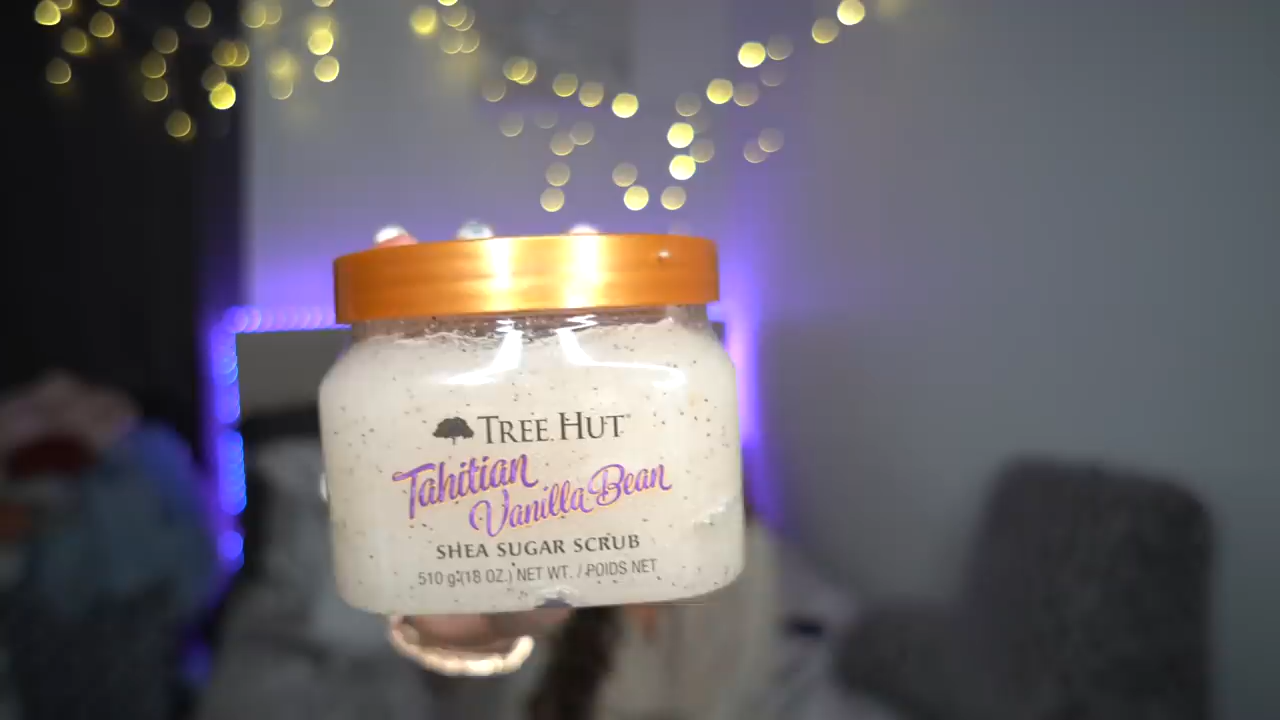 TREE HUT
Tahitian
Vanilla Bean
SHEA SUGAR SCRUB
510 g (18 OZ.) NET WT. / POIDS NET